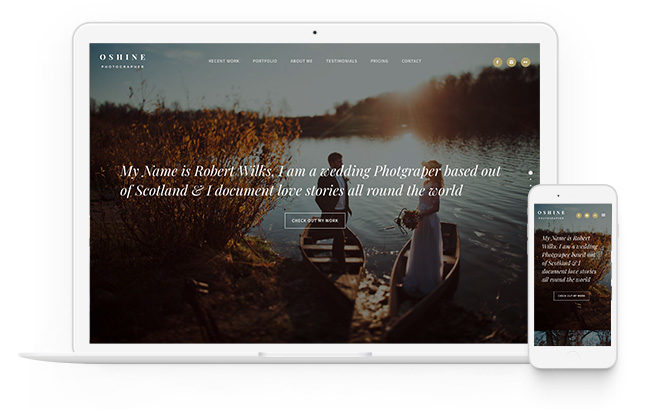 OSHINE
PHOTOGRAPHER
RECENT WORK PORTFOLIO ABOUT ME TESTIMONIALS PRICING CONTACT
My Name is Robert Wilks, I am a wedding Photgraper based out
of Scotland & I document love stories all round the world
CHECK OUT MY WORK
OSHINE
PHOTOGRAPHER
My Name is Robert
Wilks, I am a wedding
Photgraper based out
of Scotland & I
document love stories
all round the world
CHECK OUT MY WORK